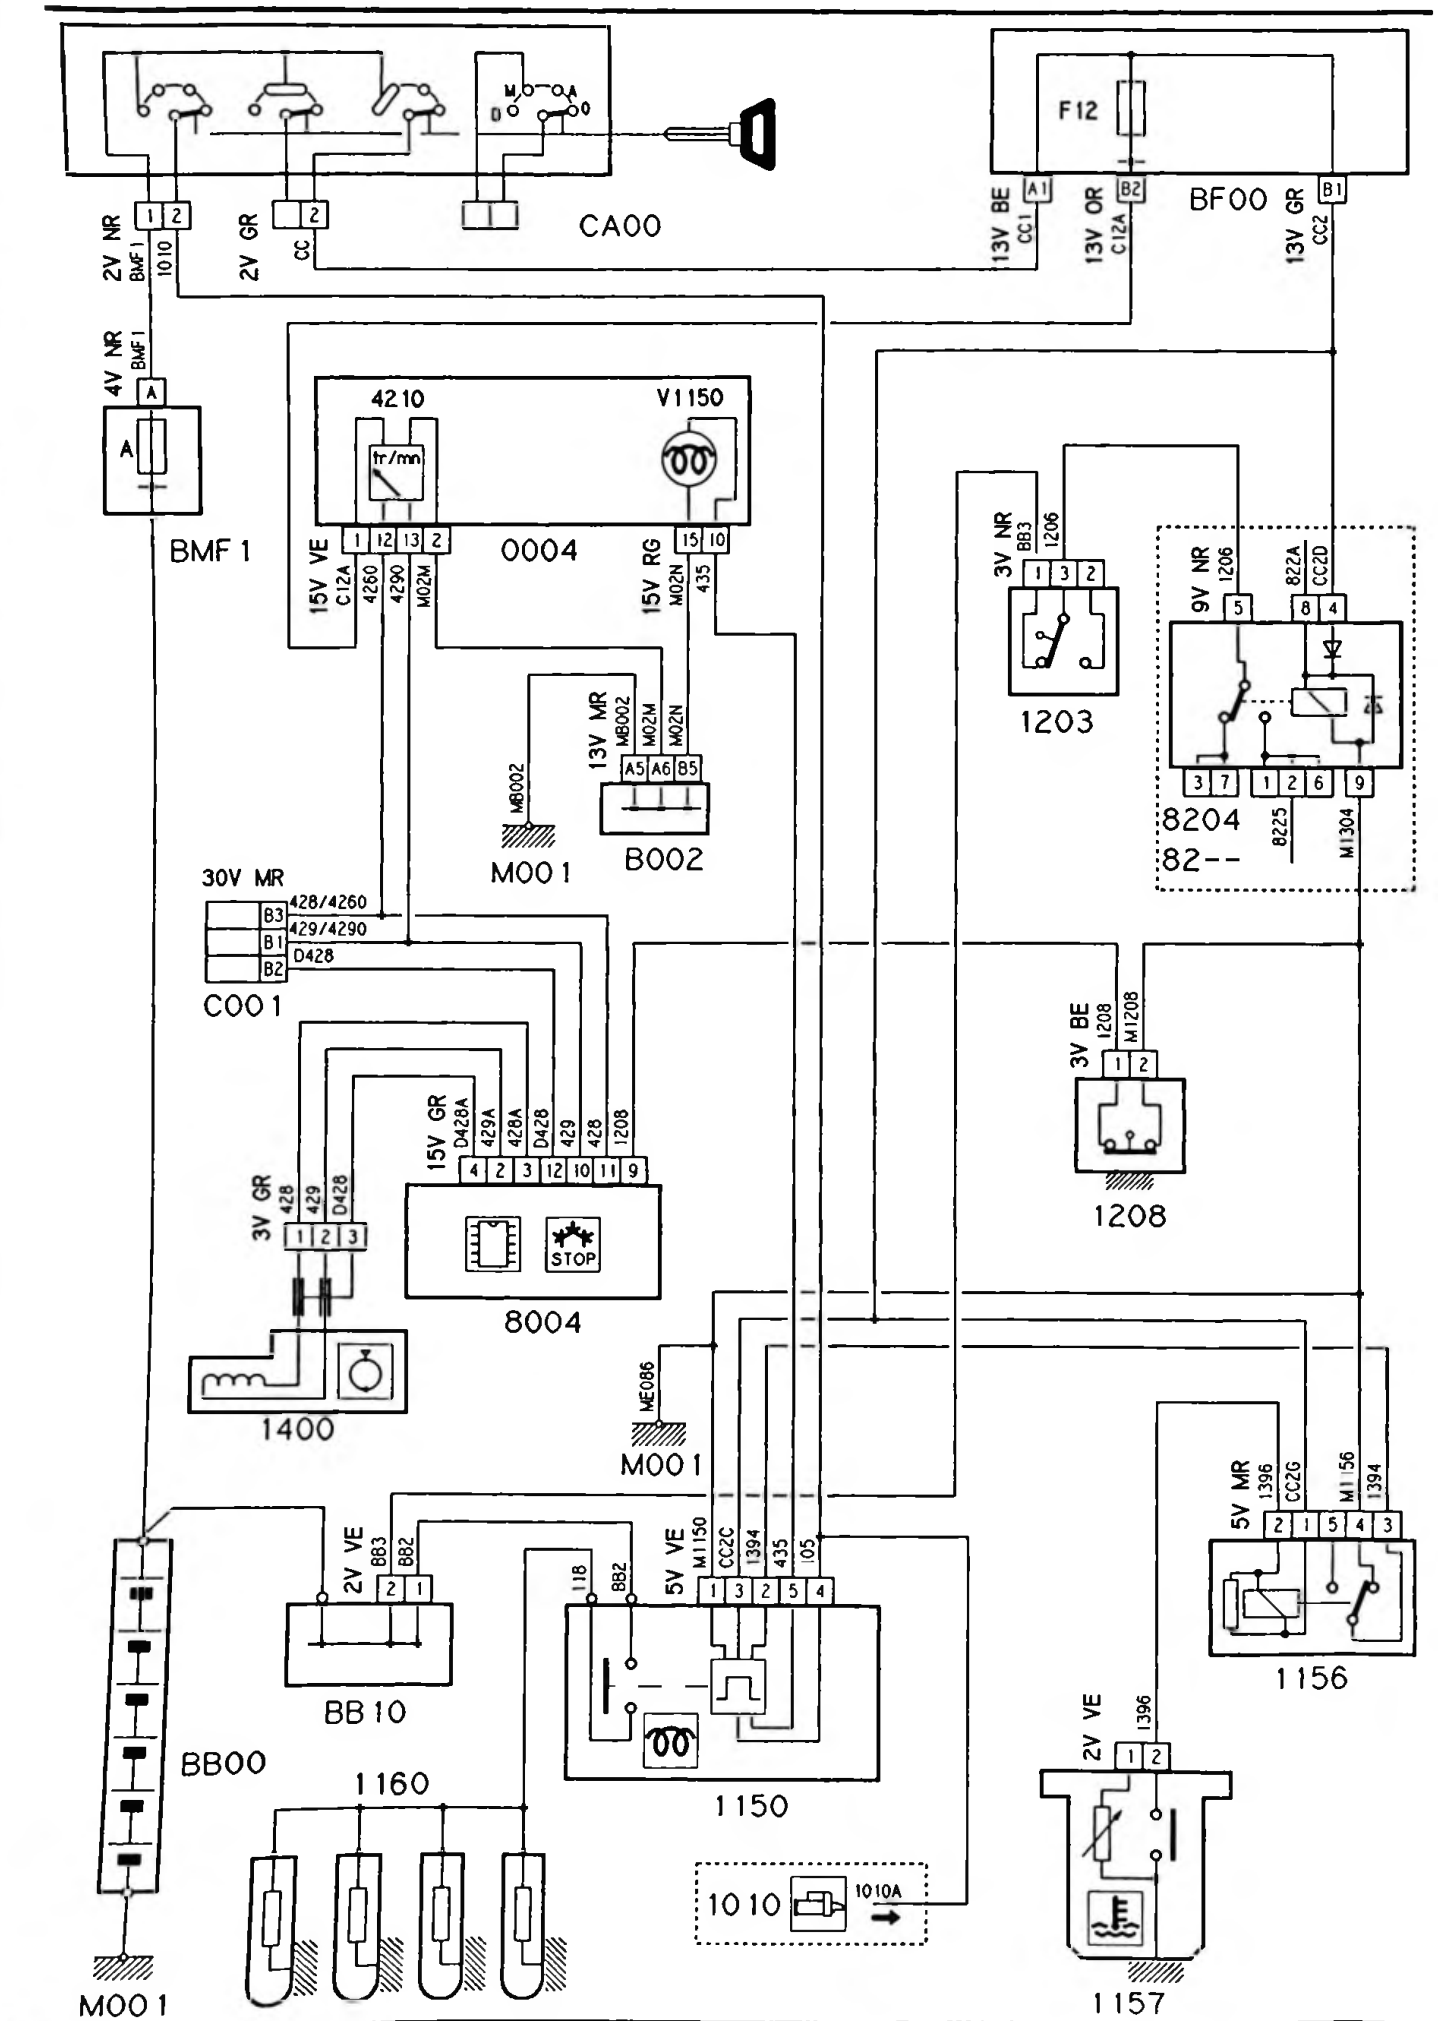 M A
D O
F12
CA00
BF00
1 2
2
A1
B2
B1
2V NR
BMF1
1010
2V GR
CC
13V BE
CC1
13V OR
C12A
13V GR
CC2
4V NR
BMF1
A
A
BMF1
4210
V1150
tr/mn
1 12 13 2
0004
15 10
15V VE
C12A
4260
4290
M02M
15V RG
M02N
435
3V NR
BB3
1206
1 3 2
1203
9V NR
1206
822A
CC2D
5
8 4
3 7
1 2 6
9
8204
82--
8225
M1304
13V MR
MB002
M02M
M02N
A5 A6 B5
B002
MB002
M001
30V MR
B3 428/4260
B1 429/4290
B2 D428
C001
3V BE
1208
M1208
1 2
1208
15V GR
D428A
429A
428A
D428
429
428
1208
4 2 3 12 10 11 9
STOP
8004
3V GR
428
429
D428
1 2 3
1400
ME086
M001
5V MR
1396
CC2G
M1156
1394
2 1 5 4 3
1156
2V VE
BB3
BB2
2 1
BB10
118
BB2
5V VE
M1150
CC2C
1394
435
105
1 3 2 5 4
1150
BB00
M001
1160
1010
1010A
2V VE
1396
1 2
1157